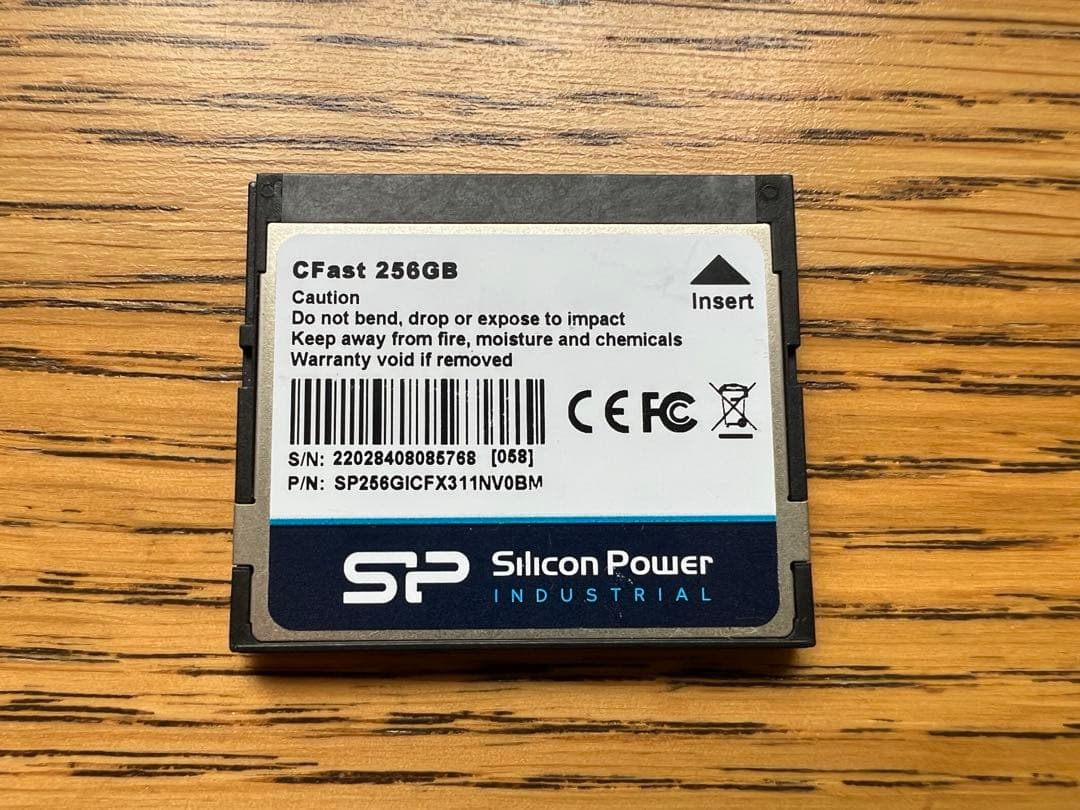 CFast 256GB
Insert
Caution
Do not bend, drop or expose to impact
Keep away from fire, moisture and chemicals
Warranty void if removed
CE FC
S/N: 22028408085768 [058]
P/N: SP256GICFX311NV0BM
SP Silicon Power
INDUSTRIAL